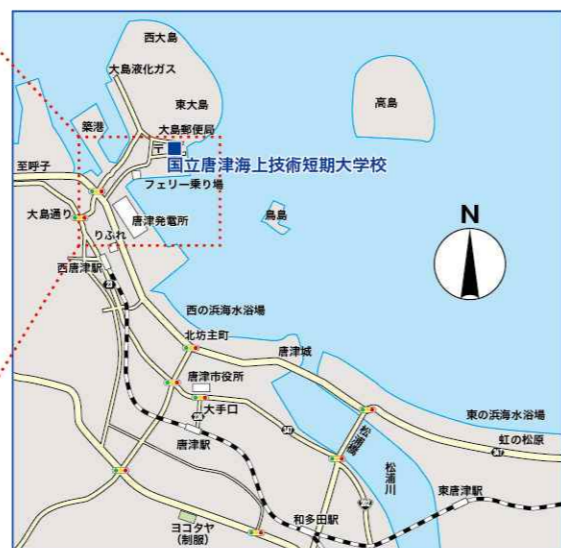 西大島
大島液化ガス
高島
東大島
築港
大島郵便局
〒
国立唐津海上技術短期大学校
至呼子
フェリー乗り場
大島通り
唐津発電所
鳥島
N
りふれ
西唐津駅
西の浜海水浴場
北坊主町
唐津城
唐津市役所
大手口
東の浜海水浴場
唐津駅
347
松浦橋
虹の松原
347
松浦川
東唐津駅
和多田駅
ヨコタヤ
(制服)